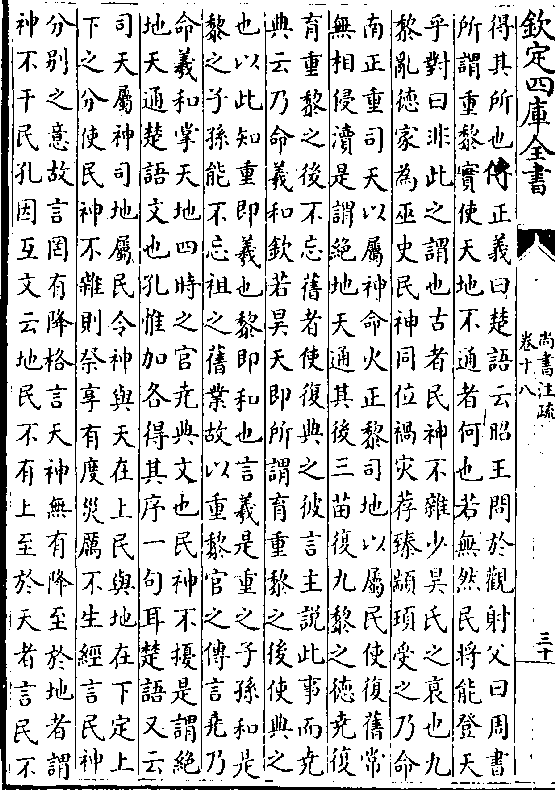 欽定四庫全書
尚書注疏
卷十八
三十
得其所也傳正義曰楚語云昭王問於觀射父曰周書
所謂重黎實使天地不通者何也若無然民將能登天
乎對曰非此之謂也古者民神不雜少昊氏之衰也九
黎亂德家為巫史民神同位禍灾荐臻顓頊受之乃命
南正重司天以屬神命火正黎司地以屬民使復舊常
無相侵瀆是謂絶地天通其後三苗復九黎之徳堯復
育重黎之後不忘舊者使復典之彼言主說此事而堯
典云乃命羲和欽若昊天即所謂育重黎之後使典之
也以此知重即羲也黎即和也言羲是重之子孫和是
黎之子孫能不忘祖之舊業故以重黎官之傳言堯乃
命羲和掌天地四時之官堯典文也民神不擾是謂絶
地天通楚語文也孔惟加各得其序一句耳楚語又云
司天屬神司地屬民令神與天在上民與地在下定上
下之分使民神不雜則祭享有度災厲不生經言民神
分别之意故言罔有降格言天神無有降至於地者謂
神不干民孔因互文云地民不有上至於天者言民不